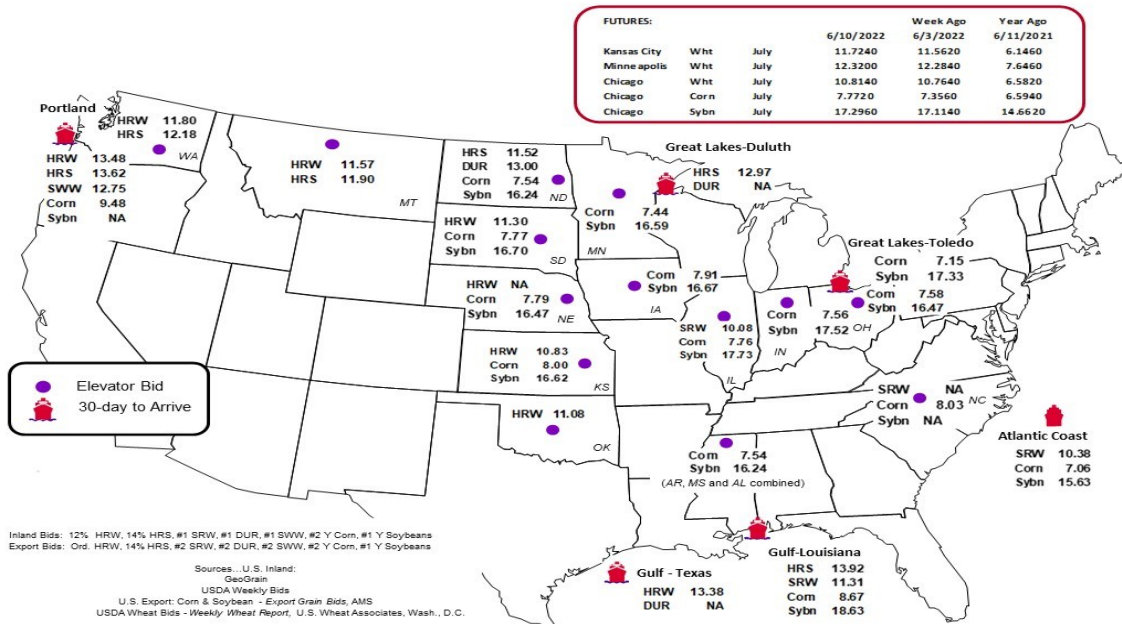 FUTURES: Week Ago Year Ago
6/10/2022 6/3/2022 6/11/2021
Kansas City Wht July 11.7240 11.5620 6.1460
Minneapolis Wht July 12.3200 12.2840 7.6460
Chicago Wht July 10.8140 10.7640 6.5820
Chicago Corn July 7.7720 7.3560 6.5940
Chicago Sybn July 17.2960 17.1140 14.6620
Portland
HRW 13.48
HRS 13.62
SWW 12.75
Corn 9.48
Sybn NA
HRW 11.80
HRS 12.18
WA
HRW 11.57
HRS 11.90
MT
HRS 11.52
DUR 13.00
Corn 7.54
Sybn 16.24
ND
HRW 11.30
Corn 7.77
Sybn 16.70
SD
HRW NA
Corn 7.79
Sybn 16.47
NE
HRW 10.83
Corn 8.00
Sybn 16.62
KS
HRW 11.08
OK
Corn 7.44
Sybn 16.59
MN
Great Lakes-Duluth
HRS 12.97
DUR NA
Corn 7.91
Sybn 16.67
IA
SRW 10.08
Corn 7.76
Sybn 17.73
IL
Great Lakes-Toledo
Corn 7.15
Sybn 17.33
Corn 7.56
Sybn 17.52
IN
Corn 7.58
Sybn 16.47
OH
SRW NA
Corn 8.03
Sybn NA
NC
Atlantic Coast
SRW 10.38
Corn 7.06
Sybn 15.63
Corn 7.54
Sybn 16.24
(AR, MS and AL combined)
Gulf-Louisiana
HRS 13.92
SRW 11.31
Corn 8.67
Sybn 18.63
Gulf - Texas
HRW 13.38
DUR NA
Elevator Bid
30-day to Arrive
Inland Bids: 12% HRW, 14% HRS, #1 SRW, #1 DUR, #1 SWW, #2 Y Corn, #1 Y Soybeans
Export Bids: Ord. HRW, 14% HRS, #2 SRW, #2 DUR, #2 SWW, #2 Y Corn, #1 Y Soybeans
Sources...U.S. Inland:
GeoGrain
USDA Weekly Bids
U.S. Export: Corn & Soybean - Export Grain Bids, AMS
USDA Wheat Bids - Weekly Wheat Report, U.S. Wheat Associates, Wash., D.C.